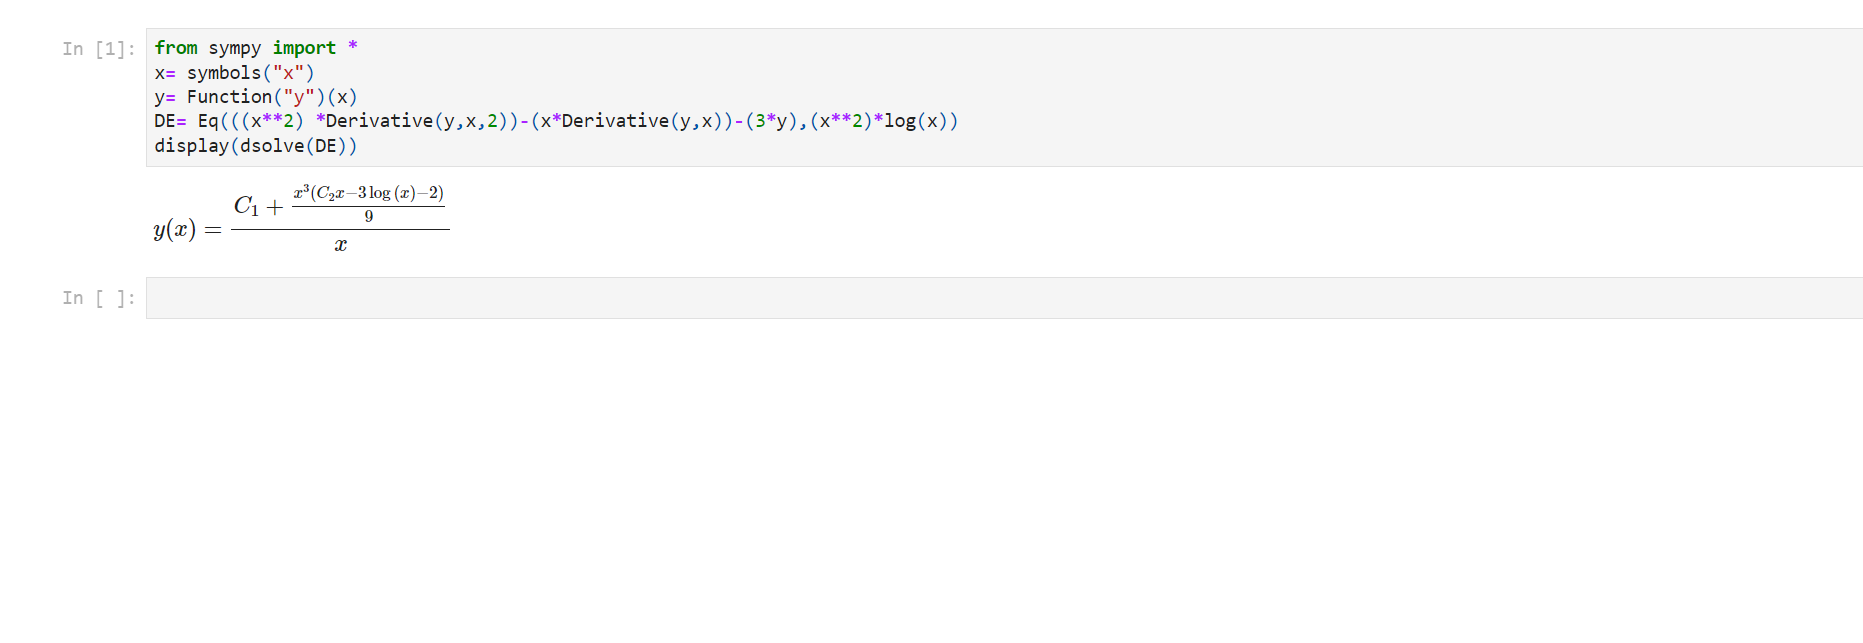 In [1]: from sympy import *
x= symbols("x")
y= Function("y")(x)
DE= Eq(((x**2) *Derivative(y,x,2))-(x*Derivative(y,x))-(3*y),(x**2)*log(x))
display(dsolve(DE))
y(x) = \frac{C_1 + \frac{x^3(C_2x-3\log(x)-2)}{9}}{x}
In [ ]: